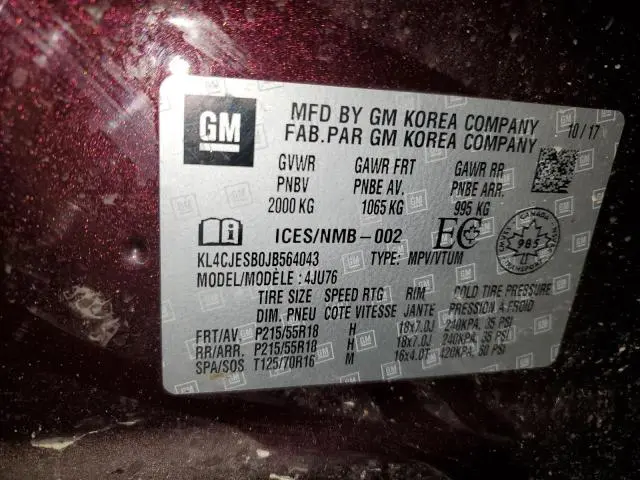 GM
MFD BY GM KOREA COMPANY 10/17
FAB.PAR GM KOREA COMPANY
GVWR GAWR FRT GAWR RR
PNBV PNBE AV. PNBE ARR.
2000 KG 1065 KG 995 KG
ICES/NMB-002 EC
CANADA
985
TRANSPORT
KL4CJESB0JB564043 TYPE: MPV/VTUM
MODEL/MODÈLE : 4JU76
TIRE SIZE SPEED RTG RIM COLD TIRE PRESSURE
DIM. PNEU COTE VITESSE JANTE PRESSION A FROID
FRT/AV. P215/55R18 H 18x7.0J 240KPA, 35 PSI
RR/ARR. P215/55R18 H 18x7.0J 240KPA, 35 PSI
SPA/SOS T125/70R16 M 16x4.0T 420KPA, 60 PSI